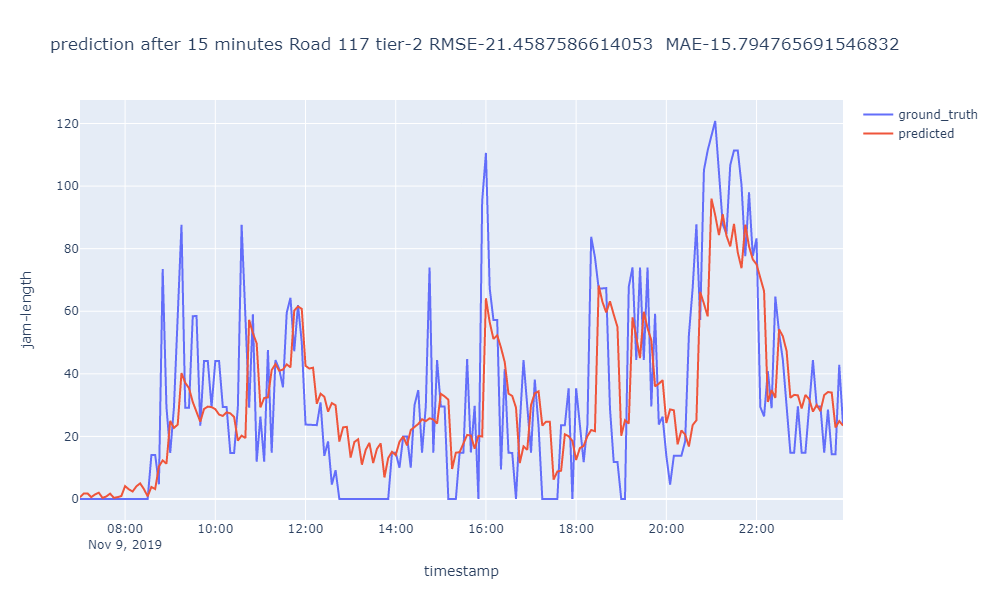 prediction after 15 minutes Road 117 tier-2 RMSE-21.4587586614053  MAE-15.794765691546832
ground_truth
predicted
120
100
80
60
40
20
0
jam-length
08:00 10:00 12:00 14:00 16:00 18:00 20:00 22:00
Nov 9, 2019
timestamp